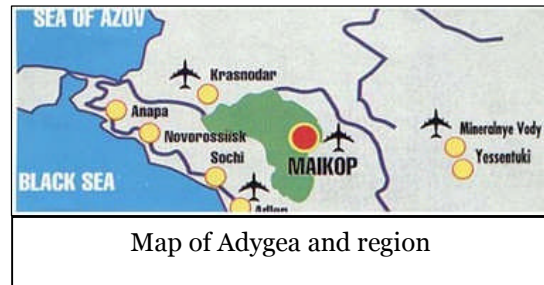 SEA OF AZOV
Krasnodar
Anapa
Novorossiisk
Mineralnye Vody
Sochi
MAIKOP
Yessentuki
BLACK SEA
Map of Adygea and region